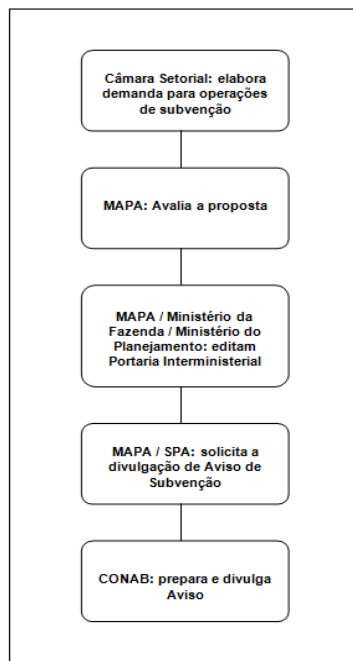 Câmara Setorial: elabora
demanda para operações
de subvenção
MAPA: Avalia a proposta
MAPA / Ministério da
Fazenda / Ministério do
Planejamento: editam
Portaria Interministerial
MAPA / SPA: solicita a
divulgação de Aviso de
Subvenção
CONAB: prepara e divulga
Aviso